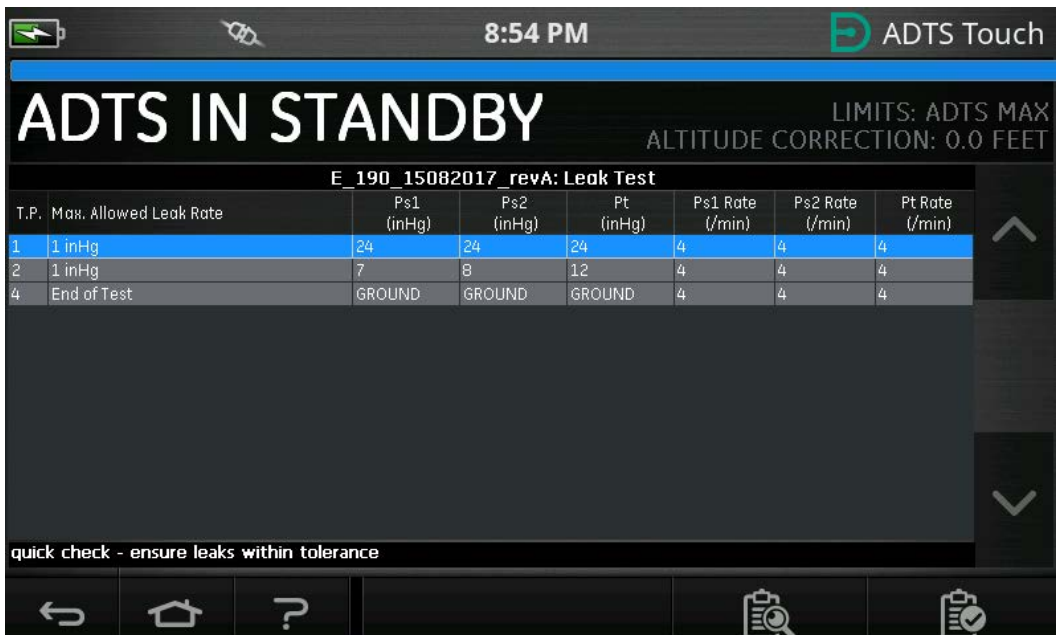 8:54 PM
ADTS Touch
ADTS IN STANDBY
LIMITS: ADTS MAX
ALTITUDE CORRECTION: 0.0 FEET
E_190_15082017_revA: Leak Test
T.P. Max. Allowed Leak Rate Ps1 (inHg) Ps2 (inHg) Pt (inHg) Ps1 Rate (/min) Ps2 Rate (/min) Pt Rate (/min)
1 1 inHg 24 24 24 4 4 4
2 1 inHg 7 8 12 4 4 4
4 End of Test GROUND GROUND GROUND 4 4 4
quick check - ensure leaks within tolerance